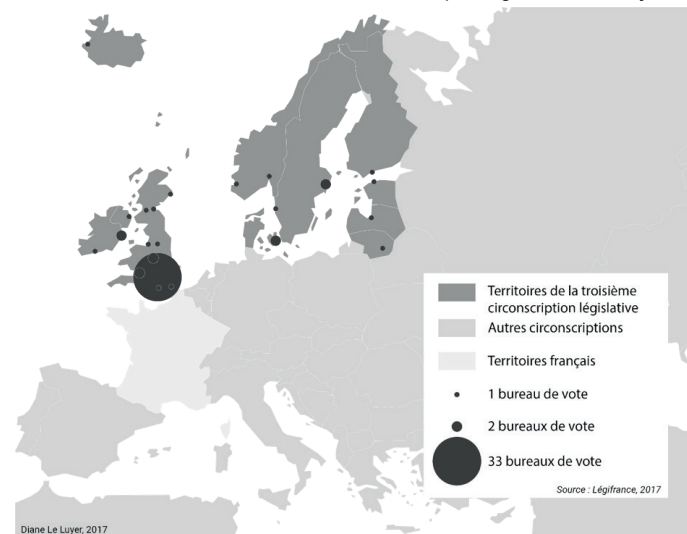 Territoires de la troisième
circonscription législative
Autres circonscriptions
Territoires français
1 bureau de vote
2 bureaux de vote
33 bureaux de vote
Source : Légifrance, 2017
Diane Le Luyer, 2017